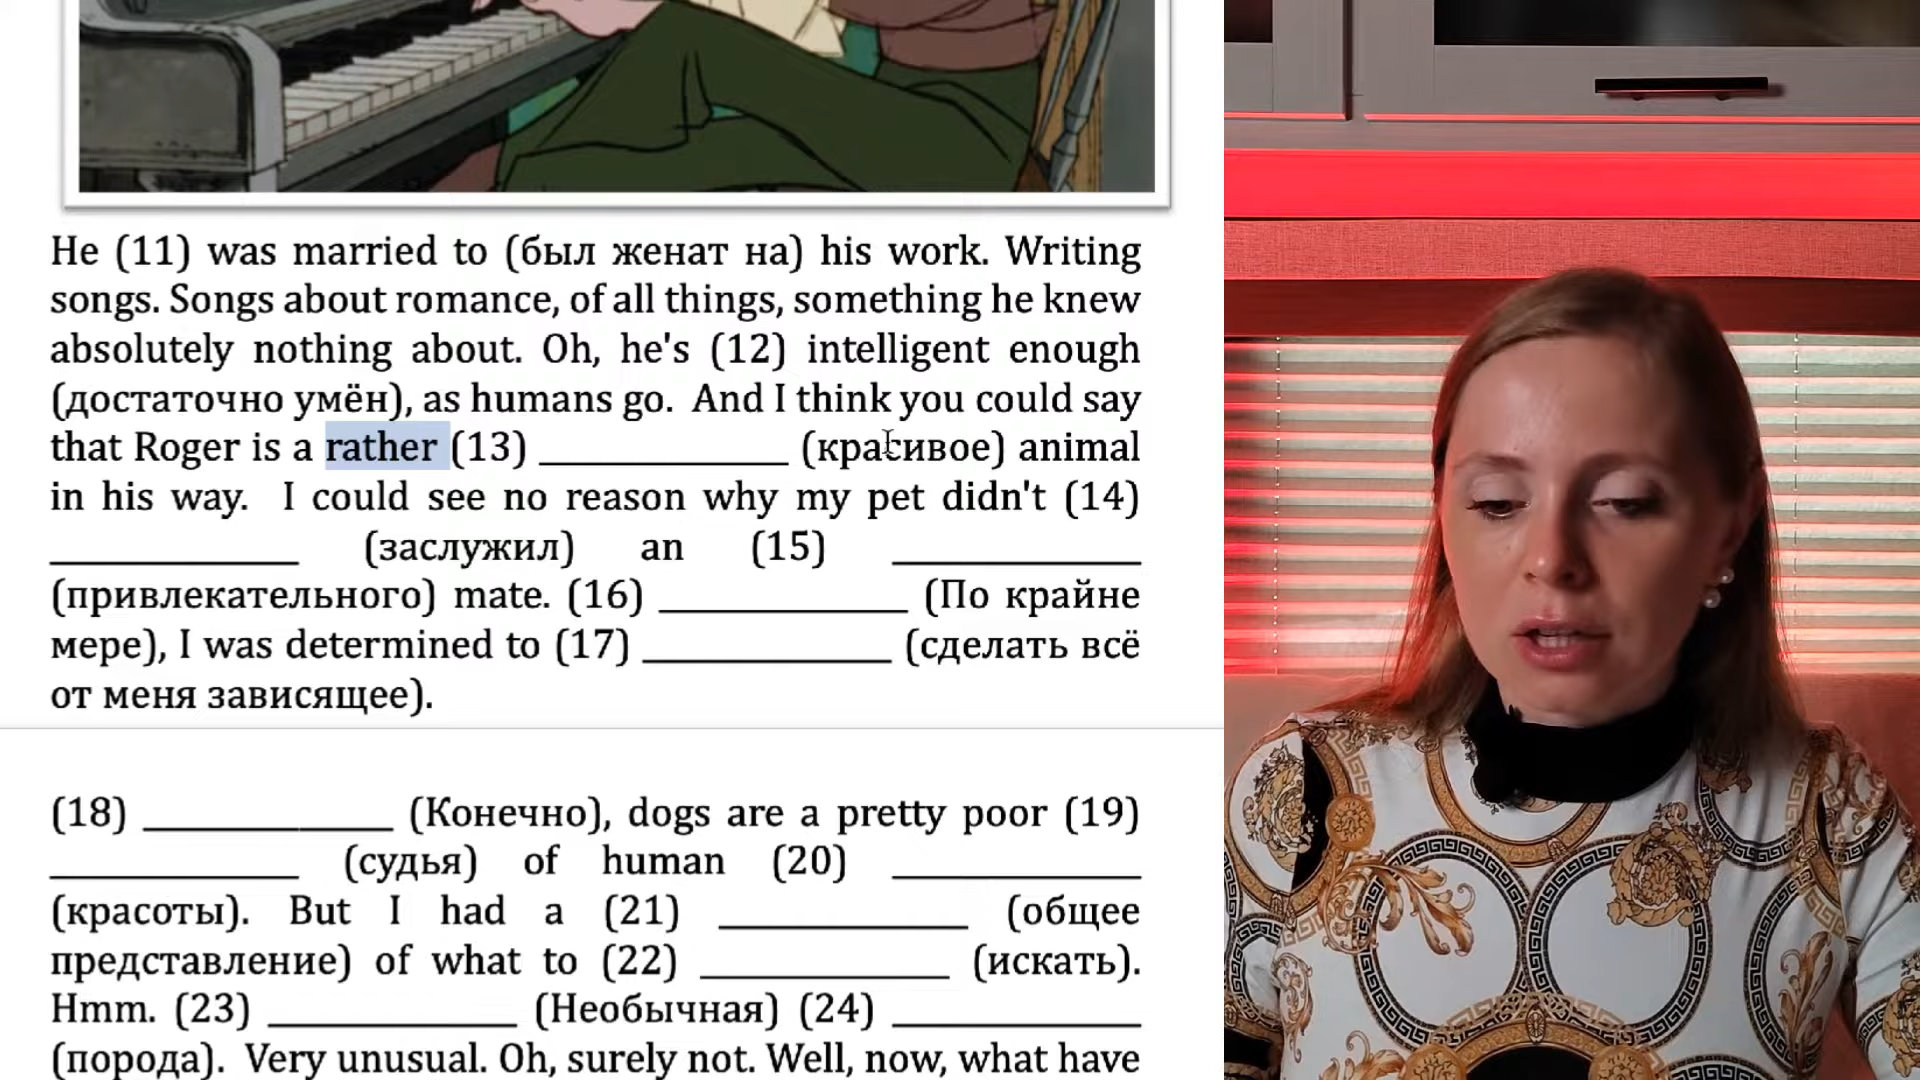 He (11) was married to (был женат на) his work. Writing
songs. Songs about romance, of all things, something he knew
absolutely nothing about. Oh, he's (12) intelligent enough
(достаточно умён), as humans go. And I think you could say
that Roger is a rather (13) ____________ (красивое) animal
in his way. I could see no reason why my pet didn't (14)
____________ (заслужил) an (15) ____________
(привлекательного) mate. (16) ____________ (По крайне
мере), I was determined to (17) ____________ (сделать всё
от меня зависящее).
(18) ____________ (Конечно), dogs are a pretty poor (19)
____________ (судья) of human (20) ____________
(красоты). But I had a (21) ____________ (общее
представление) of what to (22) ____________ (искать).
Hmm. (23) ____________ (Необычная) (24) ____________
(порода). Very unusual. Oh, surely not. Well, now, what have